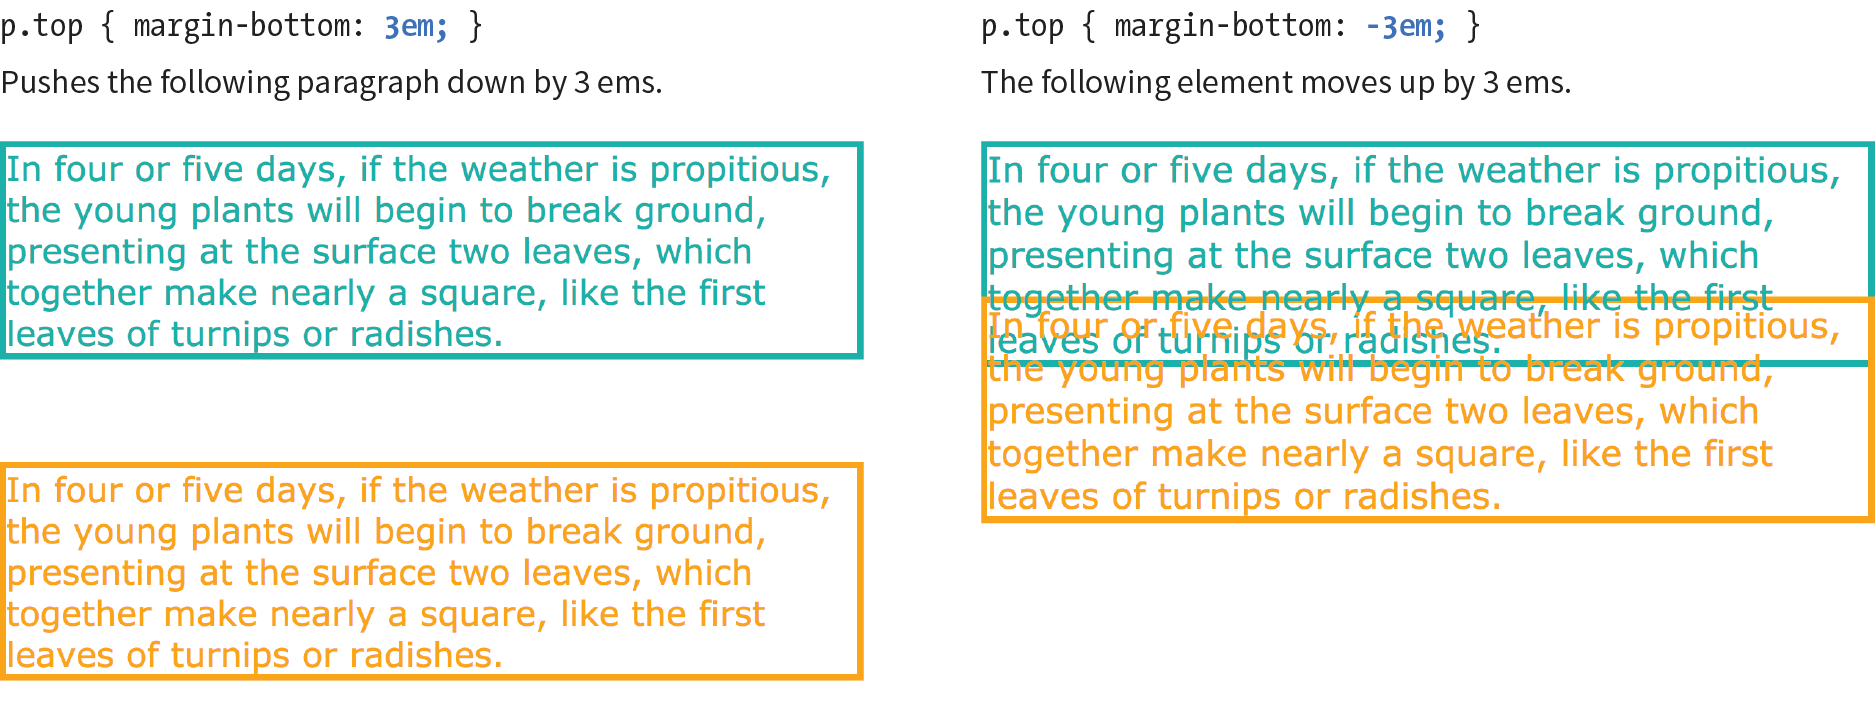 p.top { margin-bottom: 3em; }
Pushes the following paragraph down by 3 ems.
In four or five days, if the weather is propitious,
the young plants will begin to break ground,
presenting at the surface two leaves, which
together make nearly a square, like the first
leaves of turnips or radishes.
In four or five days, if the weather is propitious,
the young plants will begin to break ground,
presenting at the surface two leaves, which
together make nearly a square, like the first
leaves of turnips or radishes.
p.top { margin-bottom: -3em; }
The following element moves up by 3 ems.
In four or five days, if the weather is propitious,
the young plants will begin to break ground,
presenting at the surface two leaves, which
together make nearly a square, like the first
leaves of turnips or radishes.
In four or five days, if the weather is propitious,
the young plants will begin to break ground,
presenting at the surface two leaves, which
together make nearly a square, like the first
leaves of turnips or radishes.